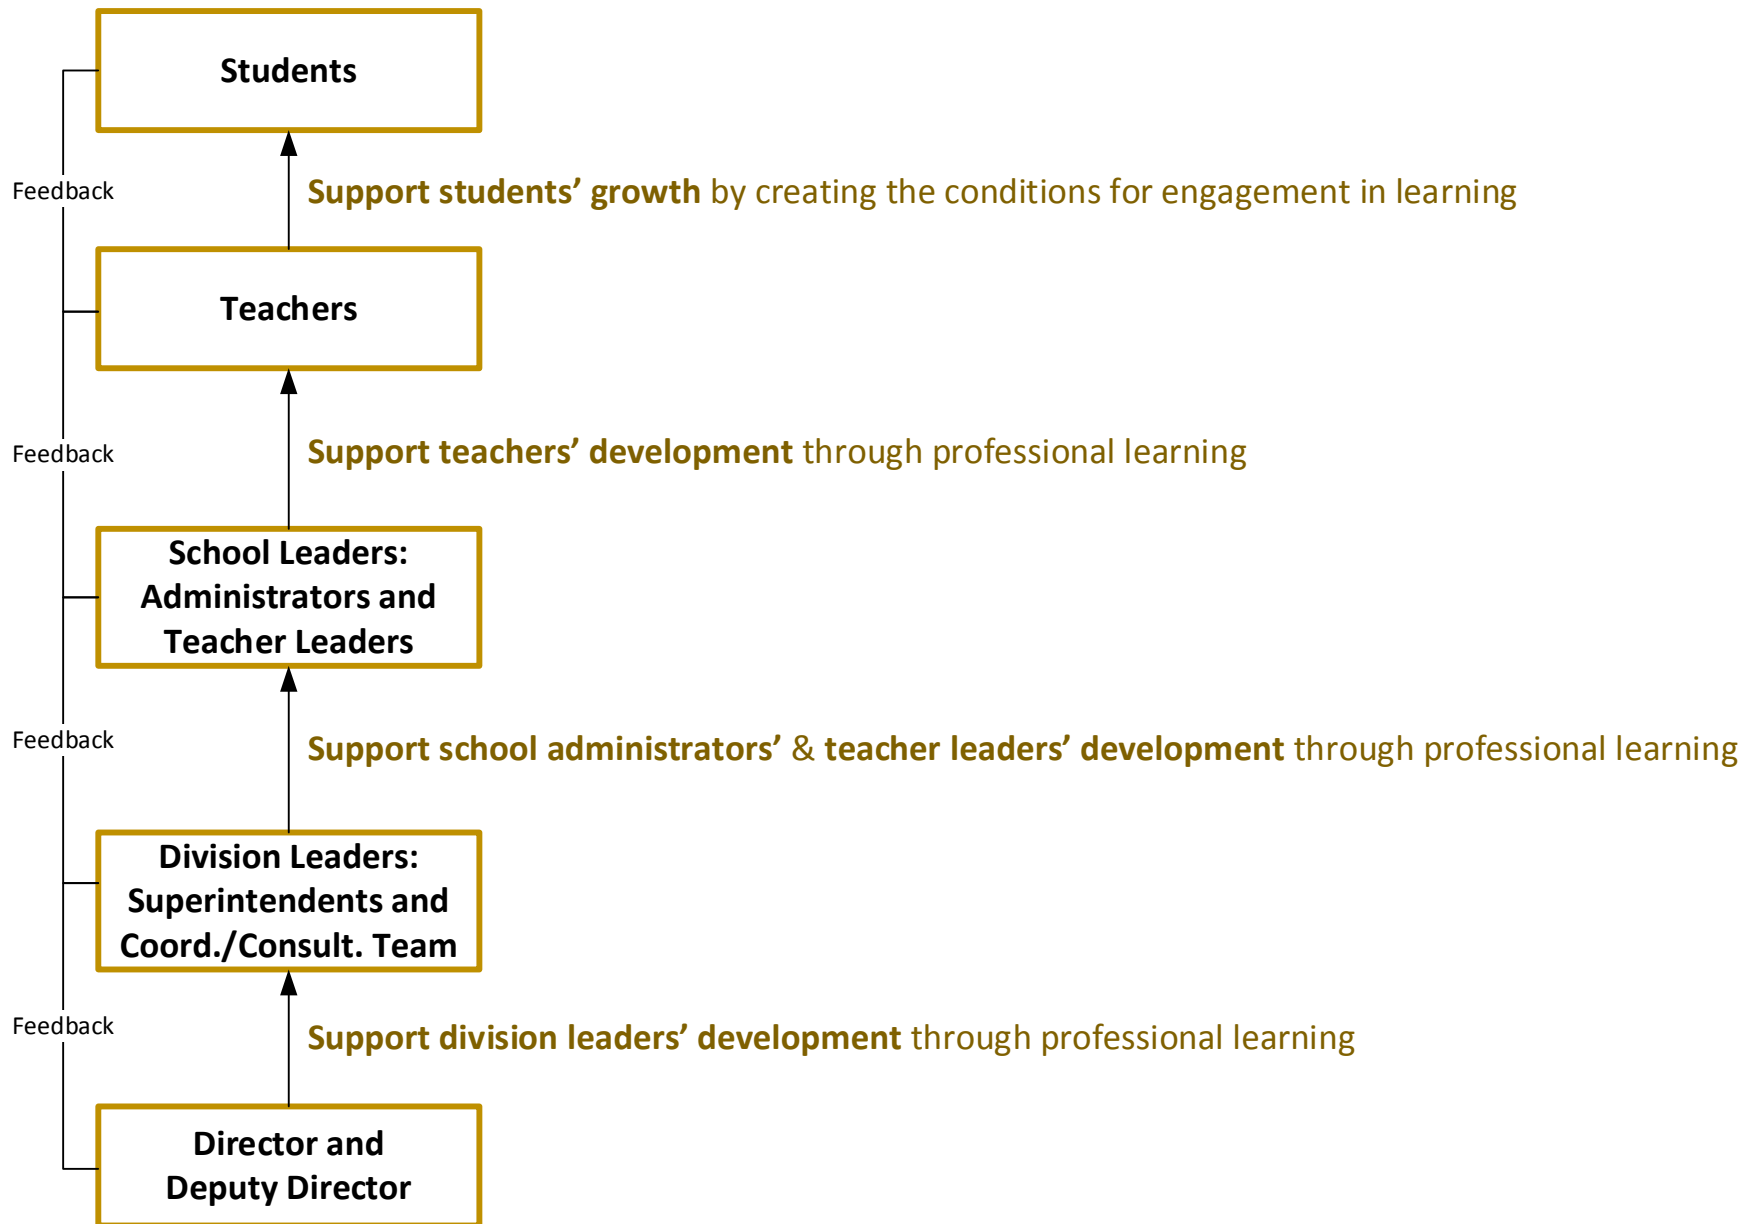 Students
Feedback
Support students’ growth by creating the conditions for engagement in learning
Teachers
Feedback
Support teachers’ development through professional learning
School Leaders:
Administrators and
Teacher Leaders
Feedback
Support school administrators’ & teacher leaders’ development through professional learning
Division Leaders:
Superintendents and
Coord./Consult. Team
Feedback
Support division leaders’ development through professional learning
Director and
Deputy Director